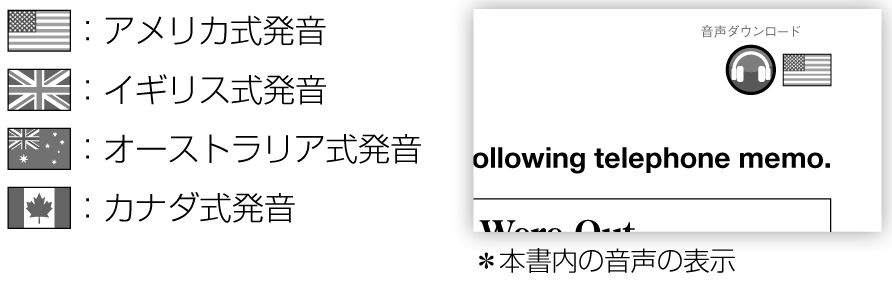 ：アメリカ式発音
：イギリス式発音
：オーストラリア式発音
：カナダ式発音
音声ダウンロード
ollowing telephone memo.
Were Out
＊本書内の音声の表示